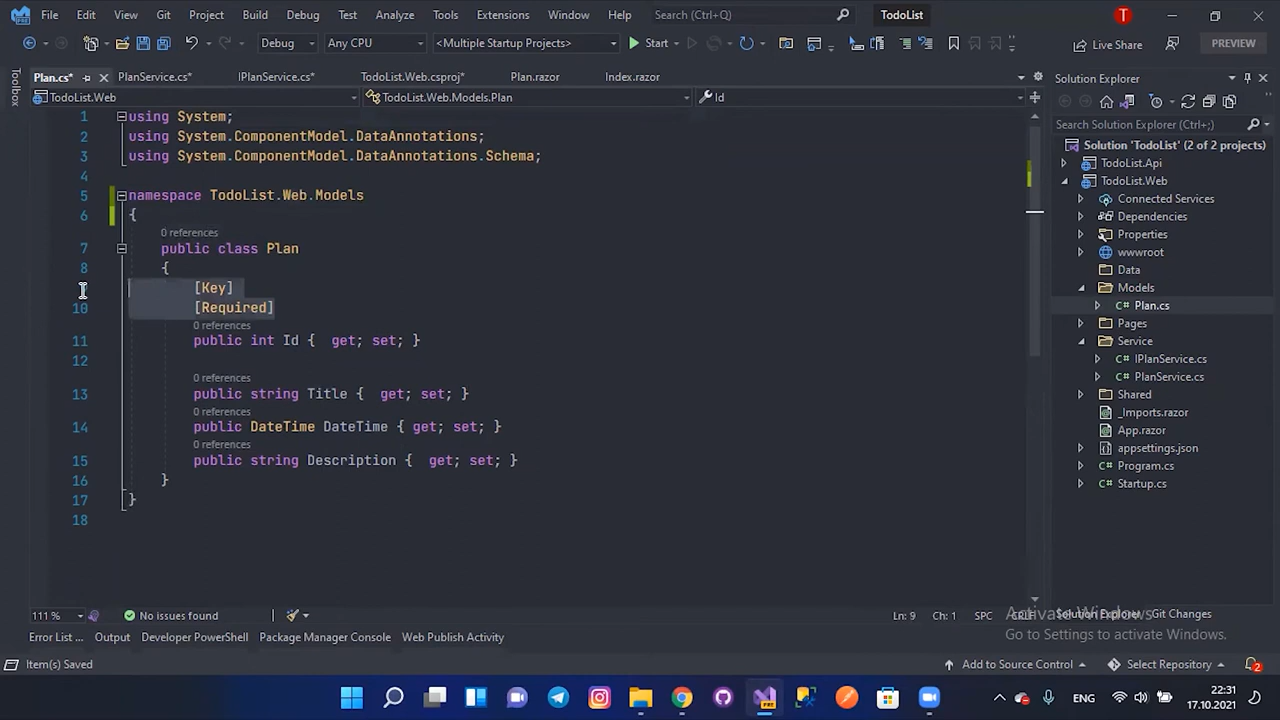 File Edit View Git Project Build Debug Test Analyze Tools Extensions Window Help Search (Ctrl+Q) TodoList T
Debug Any CPU <Multiple Startup Projects> Start Live Share PREVIEW
Toolbox
Plan.cs* PlanService.cs* IPlanService.cs* TodoList.Web.csproj* Plan.razor Index.razor
TodoList.Web TodoList.Web.Models.Plan Id
1 using System;
2 using System.ComponentModel.DataAnnotations;
3 using System.ComponentModel.DataAnnotations.Schema;
4
5 namespace TodoList.Web.Models
6 {
0 references
7 public class Plan
8 {
[Key]
10 [Required]
0 references
11 public int Id { get; set; }
12
0 references
13 public string Title { get; set; }
0 references
14 public DateTime DateTime { get; set; }
0 references
15 public string Description { get; set; }
16 }
17 }
18
111 % No issues found Ln: 9 Ch: 1 SPC CRLF
Solution Explorer
Search Solution Explorer (Ctrl+;)
Solution 'TodoList' (2 of 2 projects)
TodoList.Api
TodoList.Web
Connected Services
Dependencies
Properties
wwwroot
Data
Models
C# Plan.cs
Pages
Service
C# IPlanService.cs
C# PlanService.cs
Shared
_Imports.razor
App.razor
appsettings.json
C# Program.cs
C# Startup.cs
Solution Explorer Git Changes
Activate Windows
Go to Settings to activate Windows.
Error List ... Output Developer PowerShell Package Manager Console Web Publish Activity
Item(s) Saved Add to Source Control Select Repository 2
PRE ENG 22:31
17.10.2021